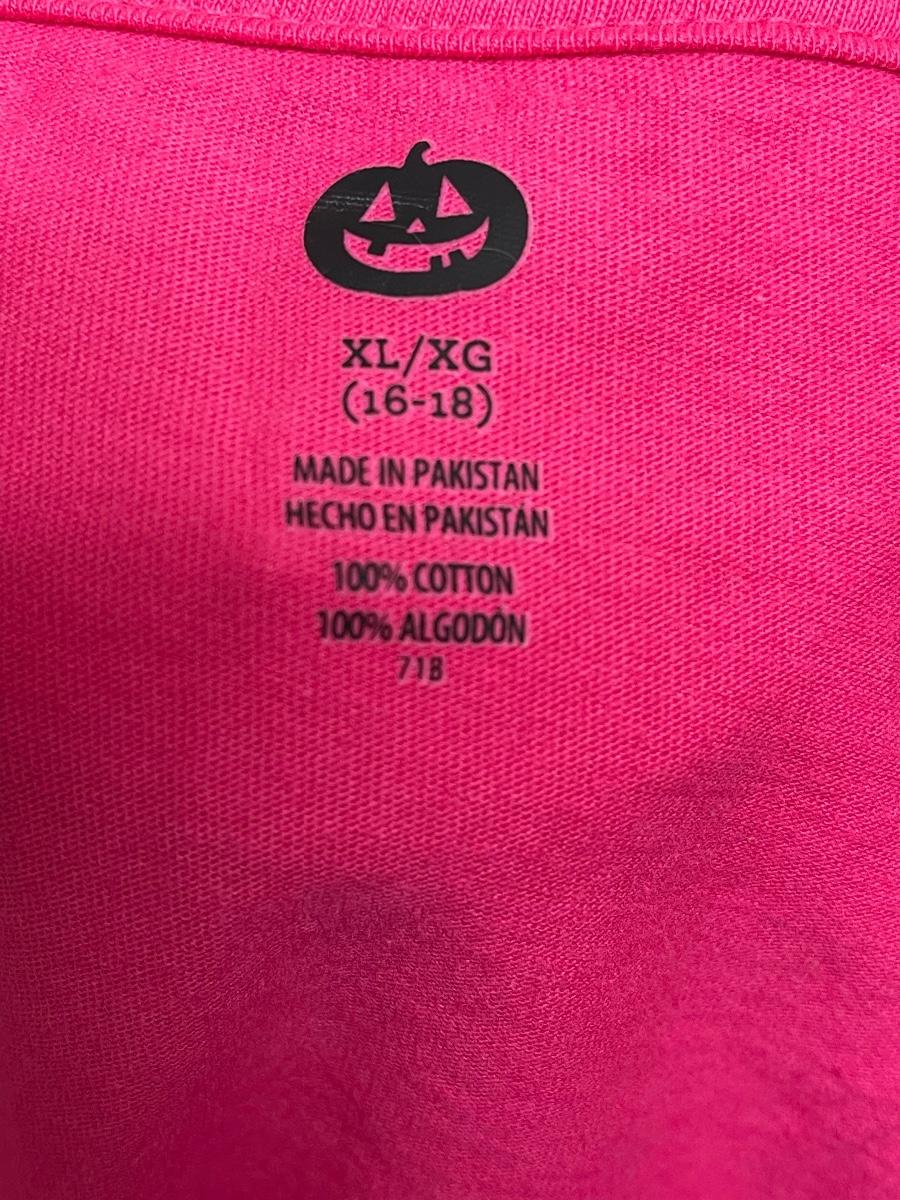 XL/XG
(16-18)
MADE IN PAKISTAN
HECHO EN PAKISTÁN
100% COTTON
100% ALGODÓN
71B